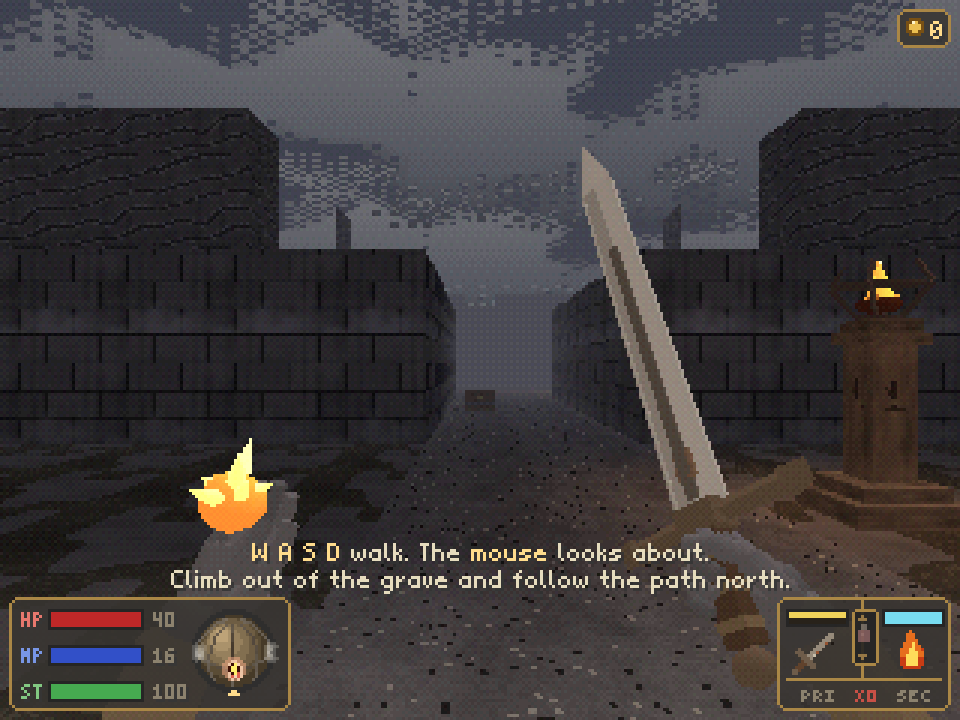 0
W A S D walk. The mouse looks about.
Climb out of the grave and follow the path north.
HP 40
MP 16
ST 100
PRI X0 SEC